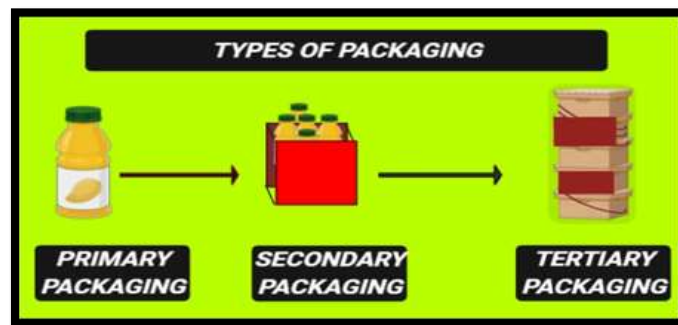 TYPES OF PACKAGING
PRIMARY
PACKAGING
SECONDARY
PACKAGING
TERTIARY
PACKAGING